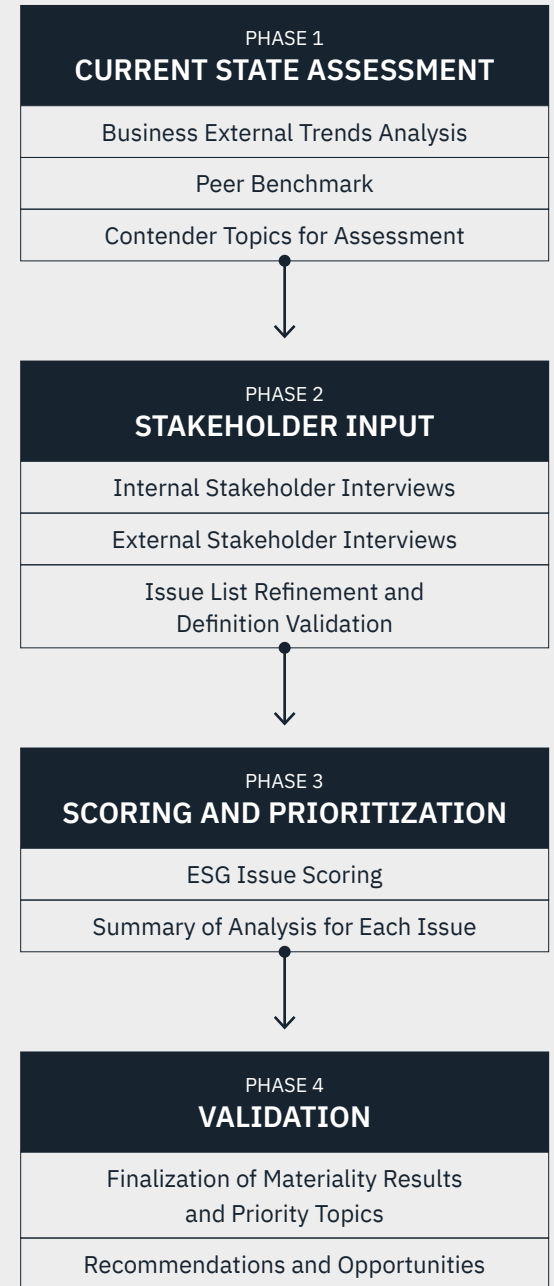 PHASE 1
CURRENT STATE ASSESSMENT
Business External Trends Analysis
Peer Benchmark
Contender Topics for Assessment
PHASE 2
STAKEHOLDER INPUT
Internal Stakeholder Interviews
External Stakeholder Interviews
Issue List Refinement and
Definition Validation
PHASE 3
SCORING AND PRIORITIZATION
ESG Issue Scoring
Summary of Analysis for Each Issue
PHASE 4
VALIDATION
Finalization of Materiality Results
and Priority Topics
Recommendations and Opportunities